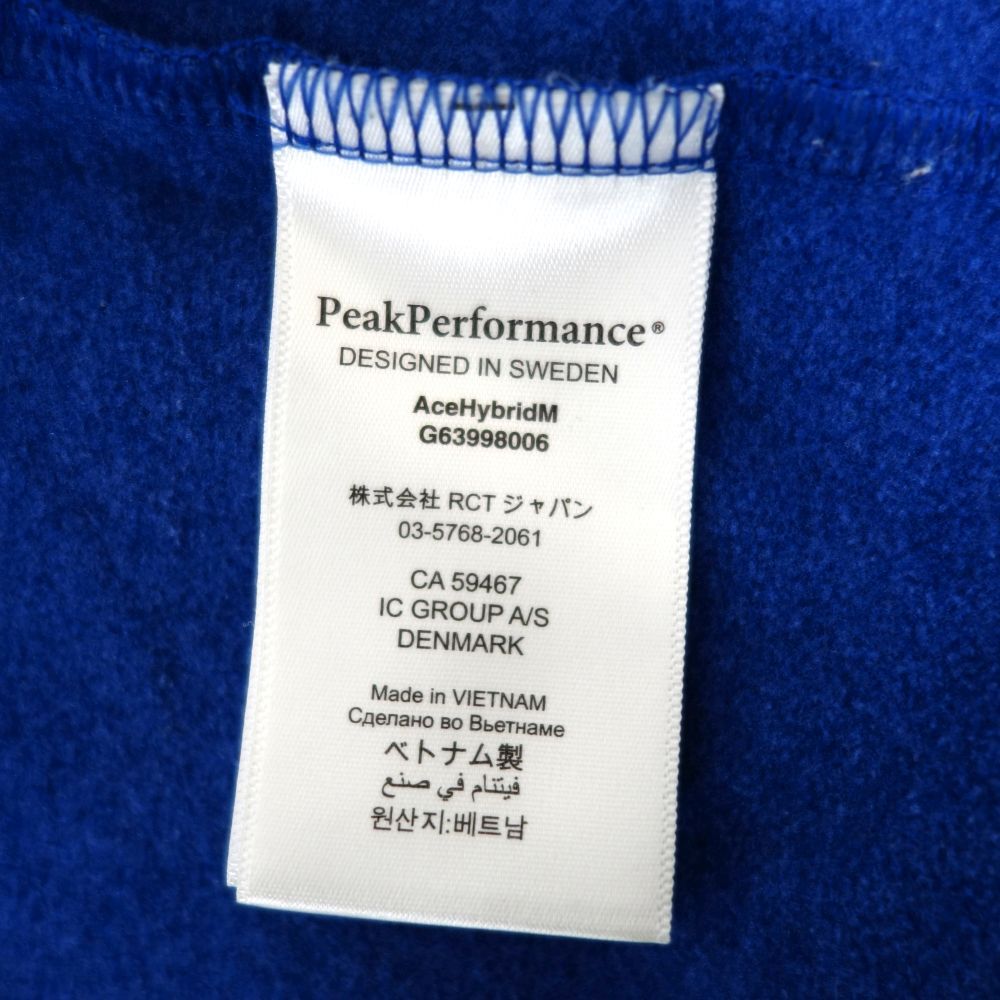 PeakPerformance®
DESIGNED IN SWEDEN
AceHybridM
G63998006
株式会社 RCT ジャパン
03-5768-2061
CA 59467
IC GROUP A/S
DENMARK
Made in VIETNAM
Сделано во Вьетнаме
ベトナム製
فيتنام في صنع
원산지:베트남